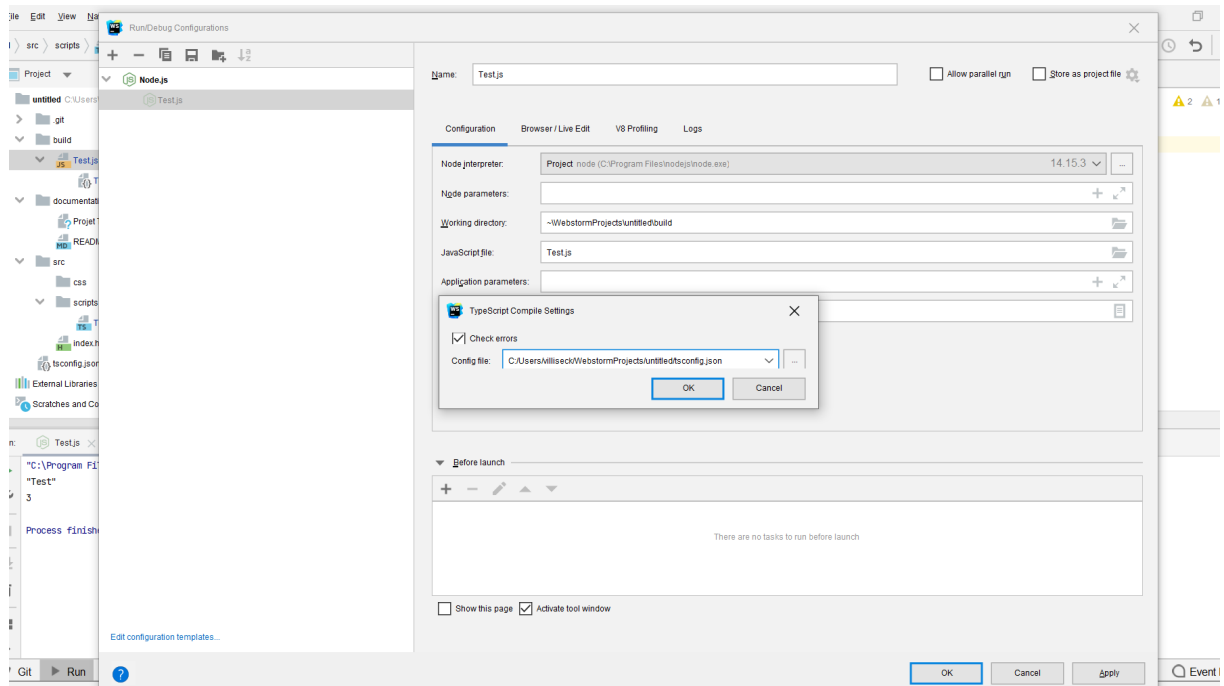 File Edit View Na
WS Run/Debug Configurations
src scripts
Project
untitled C:\Users\
.git
build
JS Test.js
documentati
Projet T
MD READM
src
css
scripts
TS
H index.h
tsconfig.json
External Libraries
Scratches and Co
Node.js
Test.js
Edit configuration templates...
Name: Test.js Allow parallel run Store as project file
2 1
Configuration Browser / Live Edit V8 Profiling Logs
Node interpreter: Project node (C:\Program Files\nodejs\node.exe) 14.15.3 ...
Node parameters:
Working directory: ~\WebstormProjects\untitled\build
JavaScript file: Test.js
Application parameters:
WS TypeScript Compile Settings
Check errors
Config file: C:/Users/villiseck/WebstormProjects/untitled/tsconfig.json ...
OK Cancel
Before launch
There are no tasks to run before launch
Show this page Activate tool window
n: Test.js
"C:\Program Fi
"Test"
3
Process finishe
Git Run
? OK Cancel Apply
Event